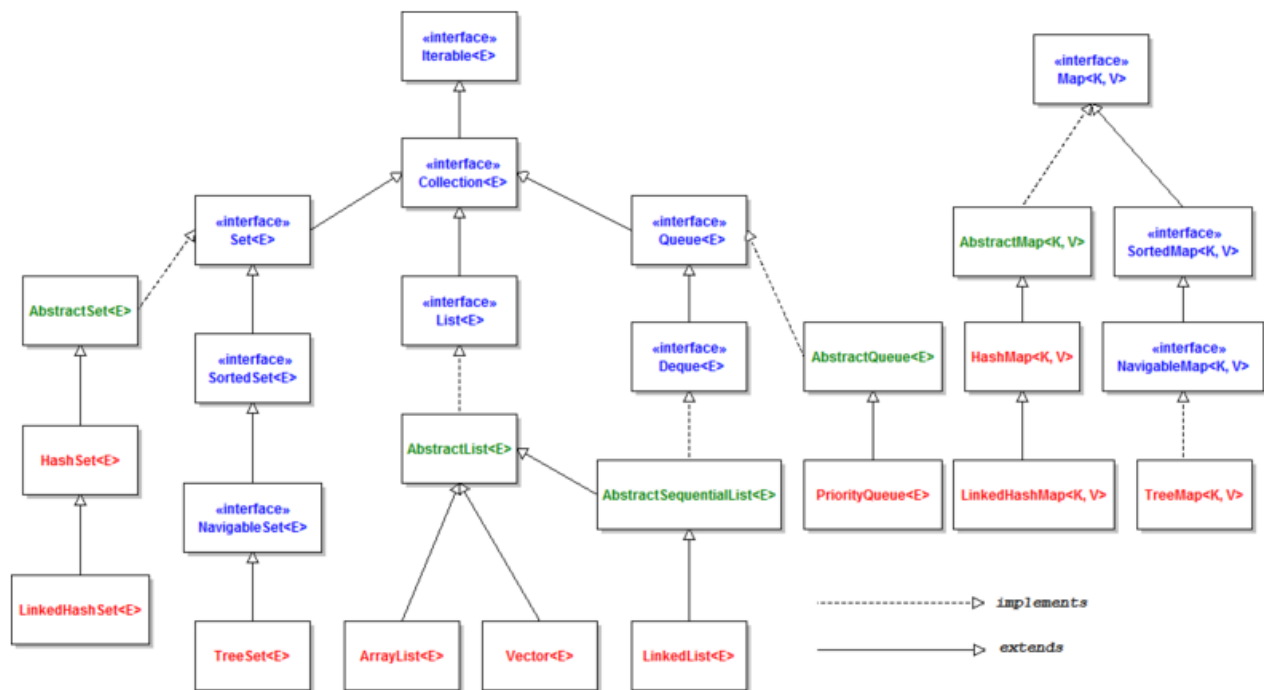 «interface»
Iterable<E>
«interface»
Map<K, V>
«interface»
Collection<E>
«interface»
Set<E>
«interface»
Queue<E>
AbstractMap<K, V>
«interface»
SortedMap<K, V>
AbstractSet<E>
«interface»
List<E>
«interface»
SortedSet<E>
«interface»
Deque<E>
AbstractQueue<E>
HashMap<K, V>
«interface»
NavigableMap<K, V>
HashSet<E>
AbstractList<E>
AbstractSequentialList<E>
PriorityQueue<E>
LinkedHashMap<K, V>
TreeMap<K, V>
«interface»
NavigableSet<E>
LinkedHashSet<E>
TreeSet<E>
ArrayList<E>
Vector<E>
LinkedList<E>
implements
extends